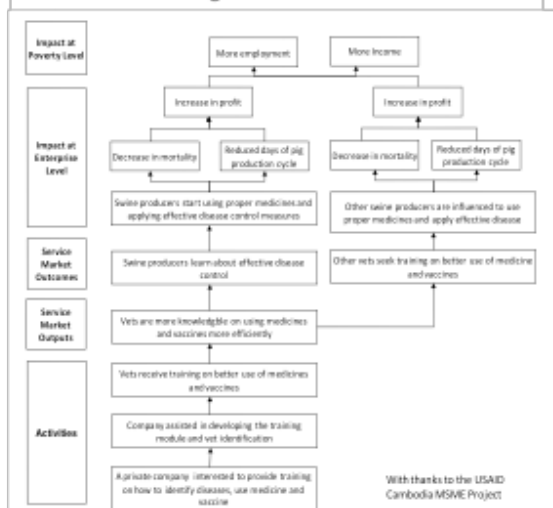 Impact at
Poverty Level
More employment
More Income
Impact at
Enterprise
Level
Increase in profit
Increase in profit
Decrease in mortality
Reduced days of pig
production cycle
Decrease in mortality
Reduced days of pig
production cycle
Swine producers start using proper medicines and
applying effective disease control measures
Other swine producers are influenced to use
proper medicines and apply effective disease
Service
Market
Outcomes
Swine producers learn about effective disease
control
Other vets seek training on better use of medicine
and vaccines
Service
Market
Outputs
Vets are more knowledgble on using medicines
and vaccines more efficiently
Activities
Vets receive training on better use of medicines
and vaccines
Company assisted in developing the training
module and vet identification
A private company interested to provide training
on how to identify diseases, use medicine and
vaccine
With thanks to the USAID
Cambodia MSME Project